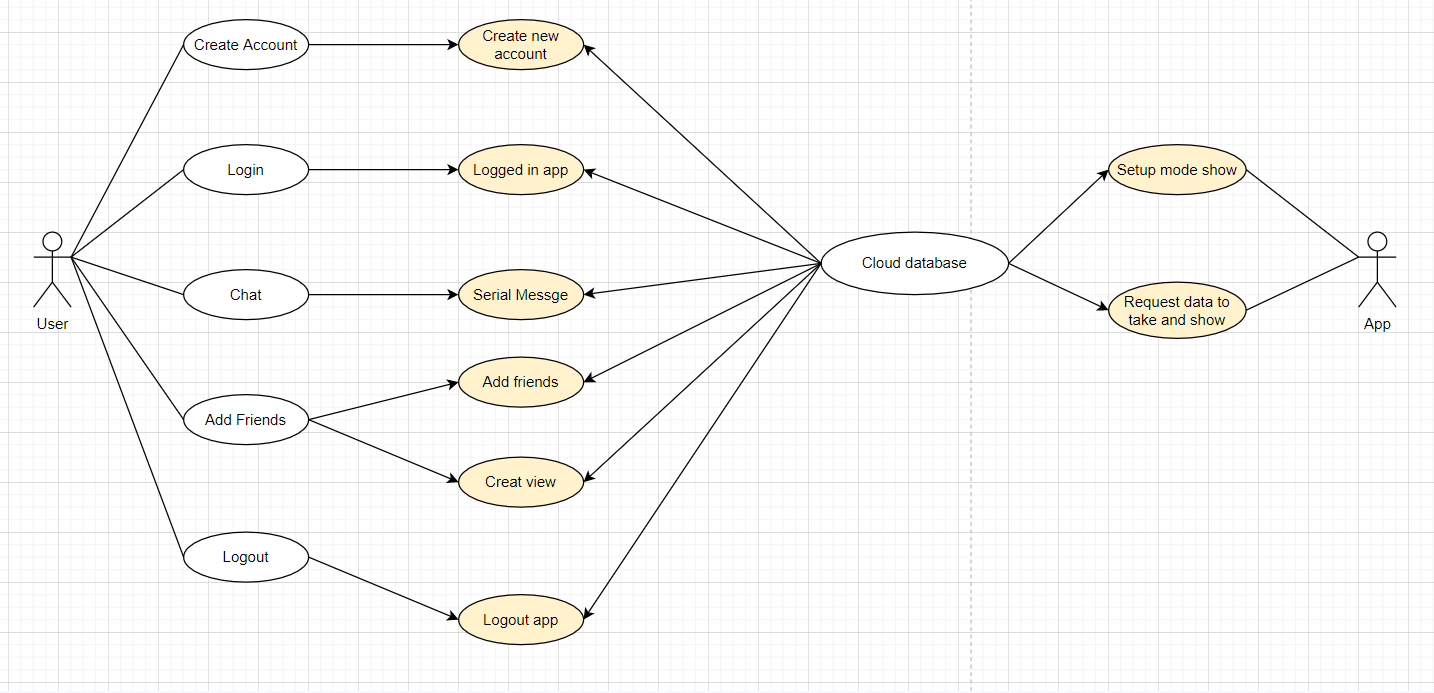 Create Account
Create new
account
Login
Logged in app
Setup mode show
Cloud database
User
Chat
Serial Messge
Request data to
take and show
App
Add friends
Add Friends
Creat view
Logout
Logout app